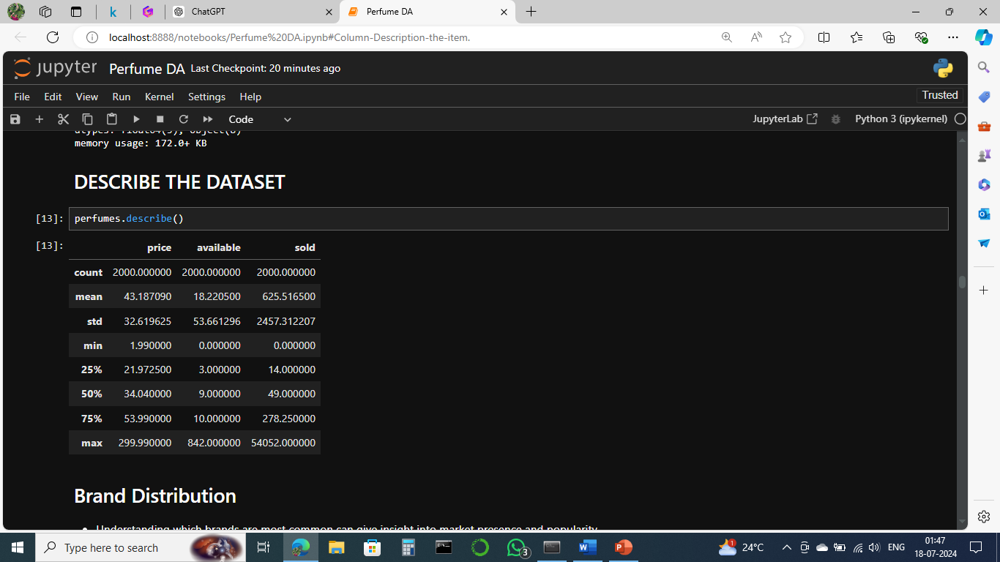 ChatGPT
Perfume DA
localhost:8888/notebooks/Perfume%20DA.ipynb#Column-Description-the-item.
jupyter Perfume DA Last Checkpoint: 20 minutes ago
File Edit View Run Kernel Settings Help
Trusted
Code
JupyterLab
Python 3 (ipykernel)
memory usage: 172.0+ KB
DESCRIBE THE DATASET
[13]: perfumes.describe()
[13]:
price available sold
count 2000.000000 2000.000000 2000.000000
mean 43.187090 18.220500 625.516500
std 32.619625 53.661296 2457.312207
min 1.990000 0.000000 0.000000
25% 21.972500 3.000000 14.000000
50% 34.040000 9.000000 49.000000
75% 53.990000 10.000000 278.250000
max 299.990000 842.000000 54052.000000
Brand Distribution
Understanding which brands are most common can give insight into market presence and popularity
Type here to search
3
1
24°C
ENG
01:47
18-07-2024